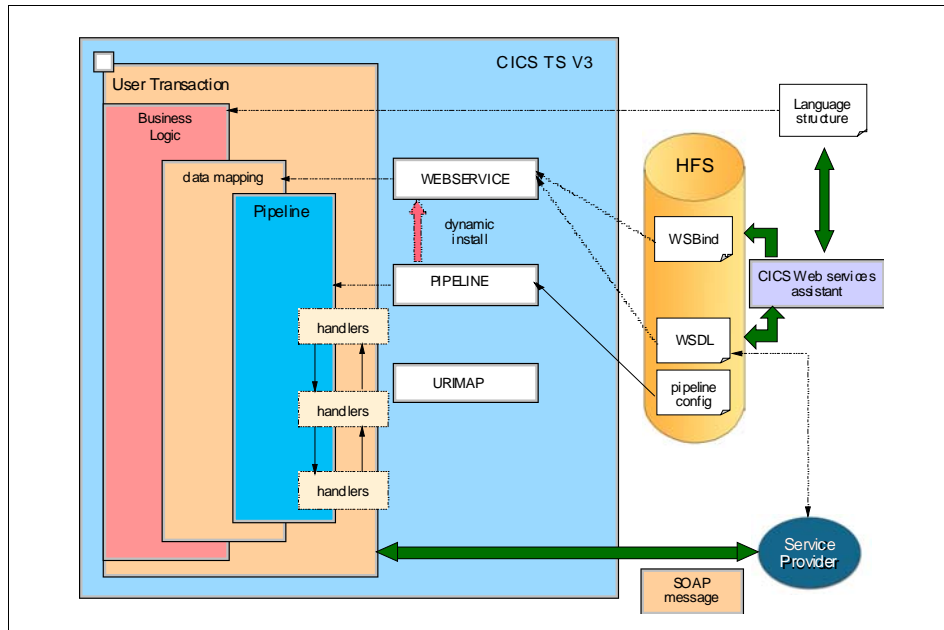 CICS TS V3
User Transaction
Business
Logic
data mapping
Pipeline
handlers
handlers
handlers
WEBSERVICE
dynamic
install
PIPELINE
URIMAP
Language
structure
HFS
WSBind
CICS Web services
assistant
WSDL
pipeline
config
Service
Provider
SOAP
message